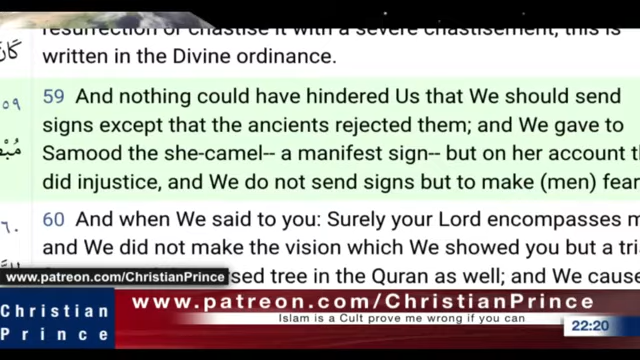 resurrection or chastise it with a severe chastisement; this is
written in the Divine ordinance.
٥٩
59 And nothing could have hindered Us that We should send
signs except that the ancients rejected them; and We gave to
Samood the she-camel-- a manifest sign-- but on her account
did injustice, and We do not send signs but to make (men) fear
60 And when We said to you: Surely your Lord encompasses
and We did not make the vision which We showed you but a
tree in the Quran as well; and We
www.patreon.com/ChristianPrince
www.patreon.com/ChristianPrince
Christian
Prince
Islam is a Cult prove me wrong if you can
22:20